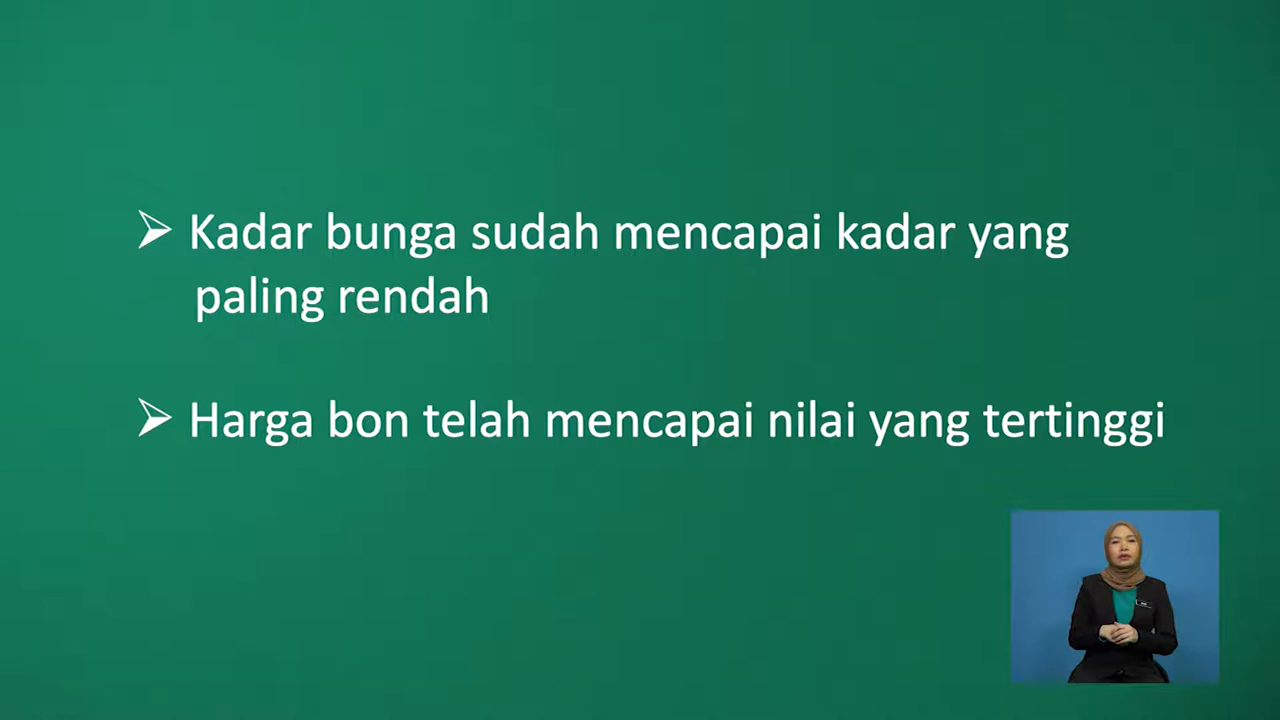 Kadar bunga sudah mencapai kadar yang
paling rendah
Harga bon telah mencapai nilai yang tertinggi